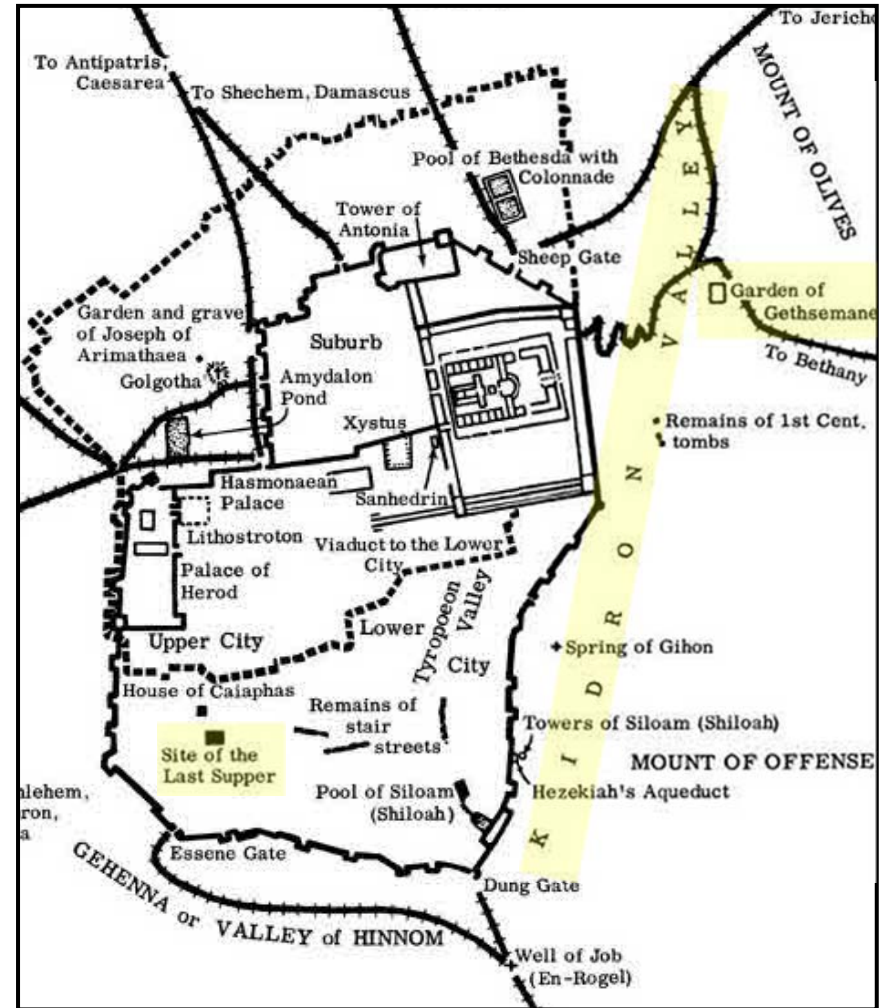 To Jericho
To Antipatris,
Caesarea
To Shechem, Damascus
MOUNT OF OLIVES
Pool of Bethesda with
Colonnade
Tower of
Antonia
Sheep Gate
KIDRON VALLEY
Garden of
Gethsemane
To Bethany
Garden and grave
of Joseph of
Arimathaea
Golgotha
Suburb
Amydalon
Pond
Xystus
Remains of 1st Cent.
tombs
Hasmonaean
Palace
Sanhedrin
Lithostroton
Viaduct to the Lower
City
Palace of
Herod
Tyropoeon
Valley
Upper City
Lower
City
Spring of Gihon
House of Caiaphas
Remains of
stair
streets
Site of the
Last Supper
Towers of Siloam (Shiloah)
MOUNT OF OFFENSE
Pool of Siloam
(Shiloah)
Hezekiah's Aqueduct
hlehem,
ron,
a
Essene Gate
Dung Gate
GEHENNA or VALLEY of HINNOM
Well of Job
(En-Rogel)